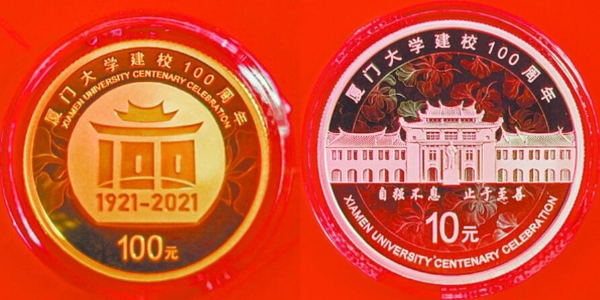 厦门大学建校100周年
XIAMEN UNIVERSITY CENTENARY CELEBRATION
100
1921-2021
100元
厦门大学建校100周年
自强不息 止于至善
10元
XIAMEN UNIVERSITY CENTENARY CELEBRATION